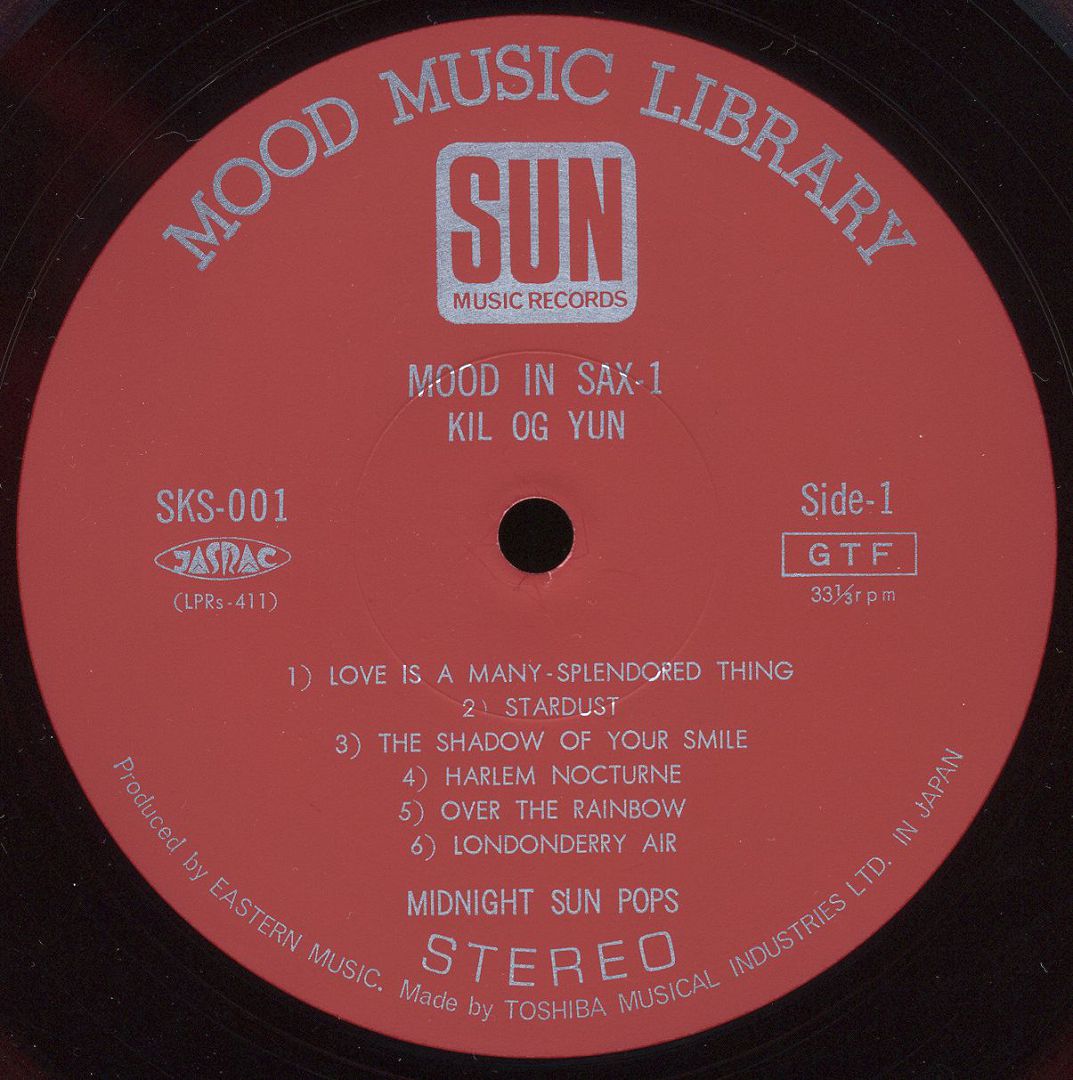 MOOD MUSIC LIBRARY
SUN
MUSIC RECORDS
MOOD IN SAX-1
KIL OG YUN
SKS-001
JASRAC
(LPRs-411)
Side-1
GTF
33⅓rpm
1) LOVE IS A MANY-SPLENDORED THING
2) STARDUST
3) THE SHADOW OF YOUR SMILE
4) HARLEM NOCTURNE
5) OVER THE RAINBOW
6) LONDONDERRY AIR
MIDNIGHT SUN POPS
STEREO
Produced by EASTERN MUSIC. Made by TOSHIBA MUSICAL INDUSTRIES LTD. IN JAPAN